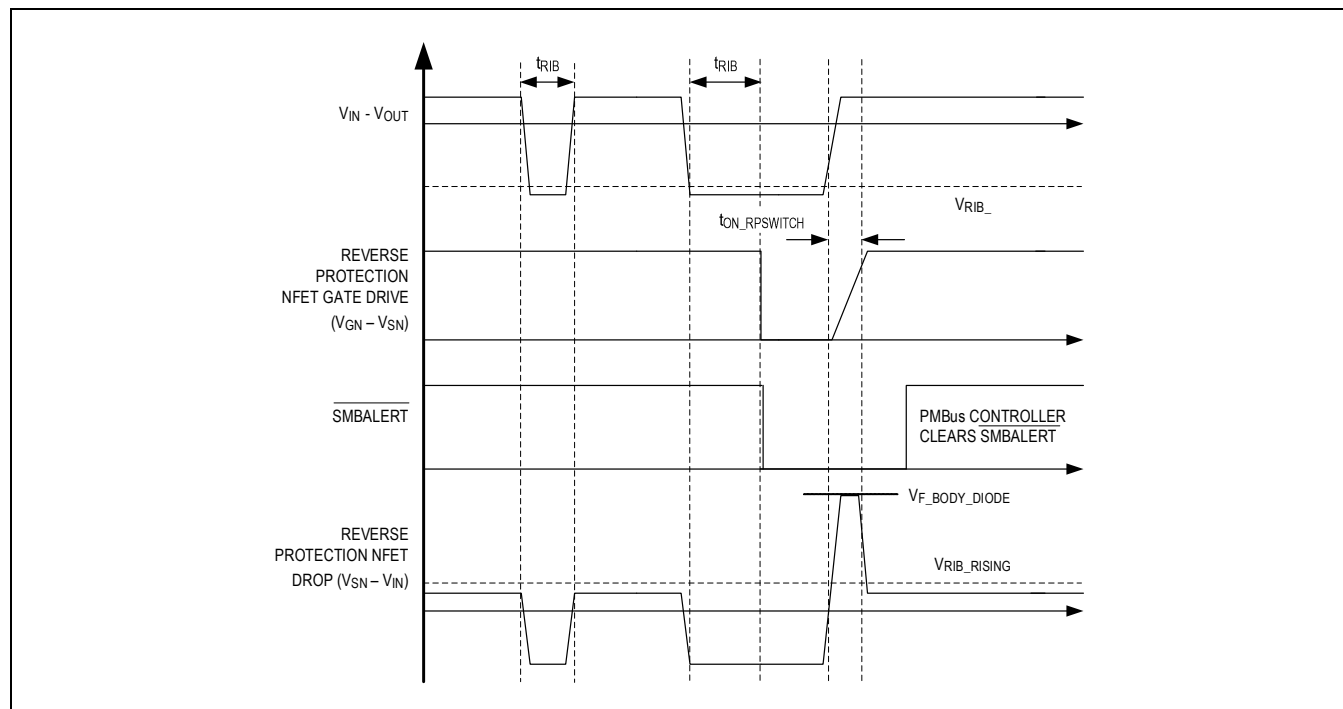 tRIB
tRIB
VIN - VOUT
VRIB_
tON_RPSWITCH
REVERSE
PROTECTION
NFET GATE DRIVE
(VGN – VSN)
SMBALERT
PMBus CONTROLLER
CLEARS SMBALERT
VF_BODY_DIODE
REVERSE
PROTECTION NFET
DROP (VSN – VIN)
VRIB_RISING